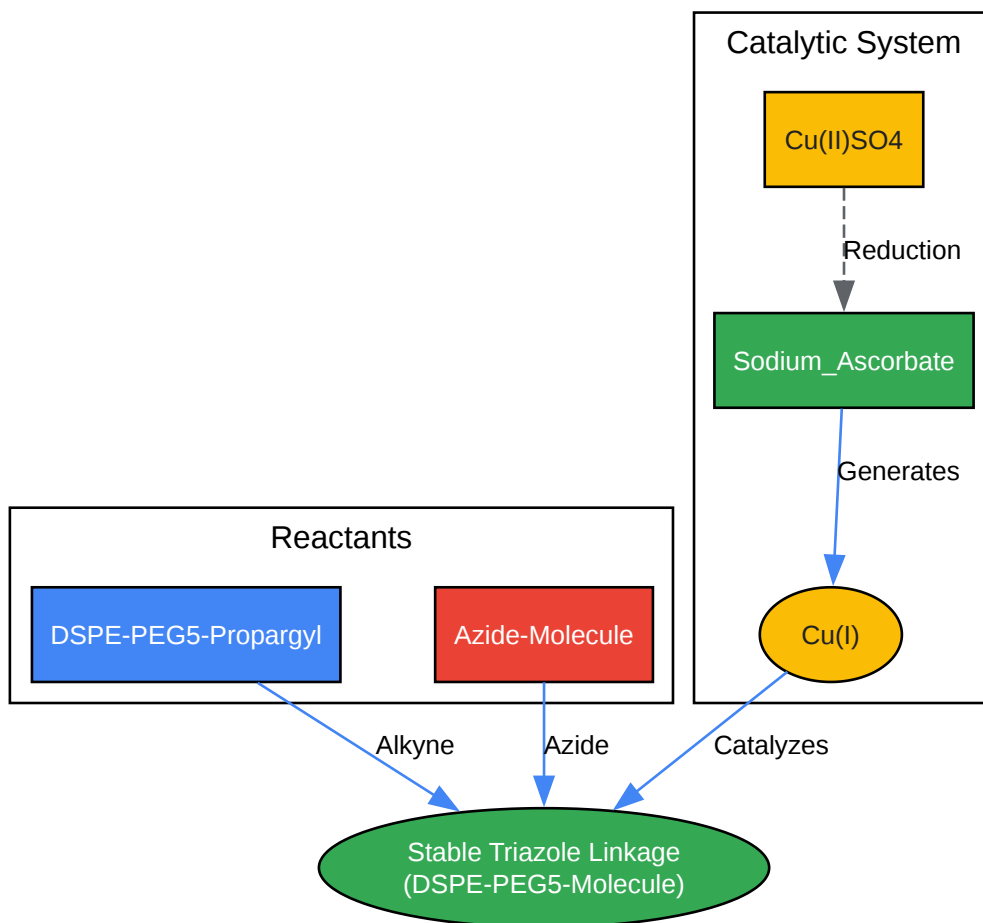 Catalytic System
Cu(II)SO4
Reduction
Sodium_Ascorbate
Generates
Reactants
DSPE-PEG5-Propargyl
Azide-Molecule
Cu(I)
Alkyne
Azide
Catalyzes
Stable Triazole Linkage
(DSPE-PEG5-Molecule)